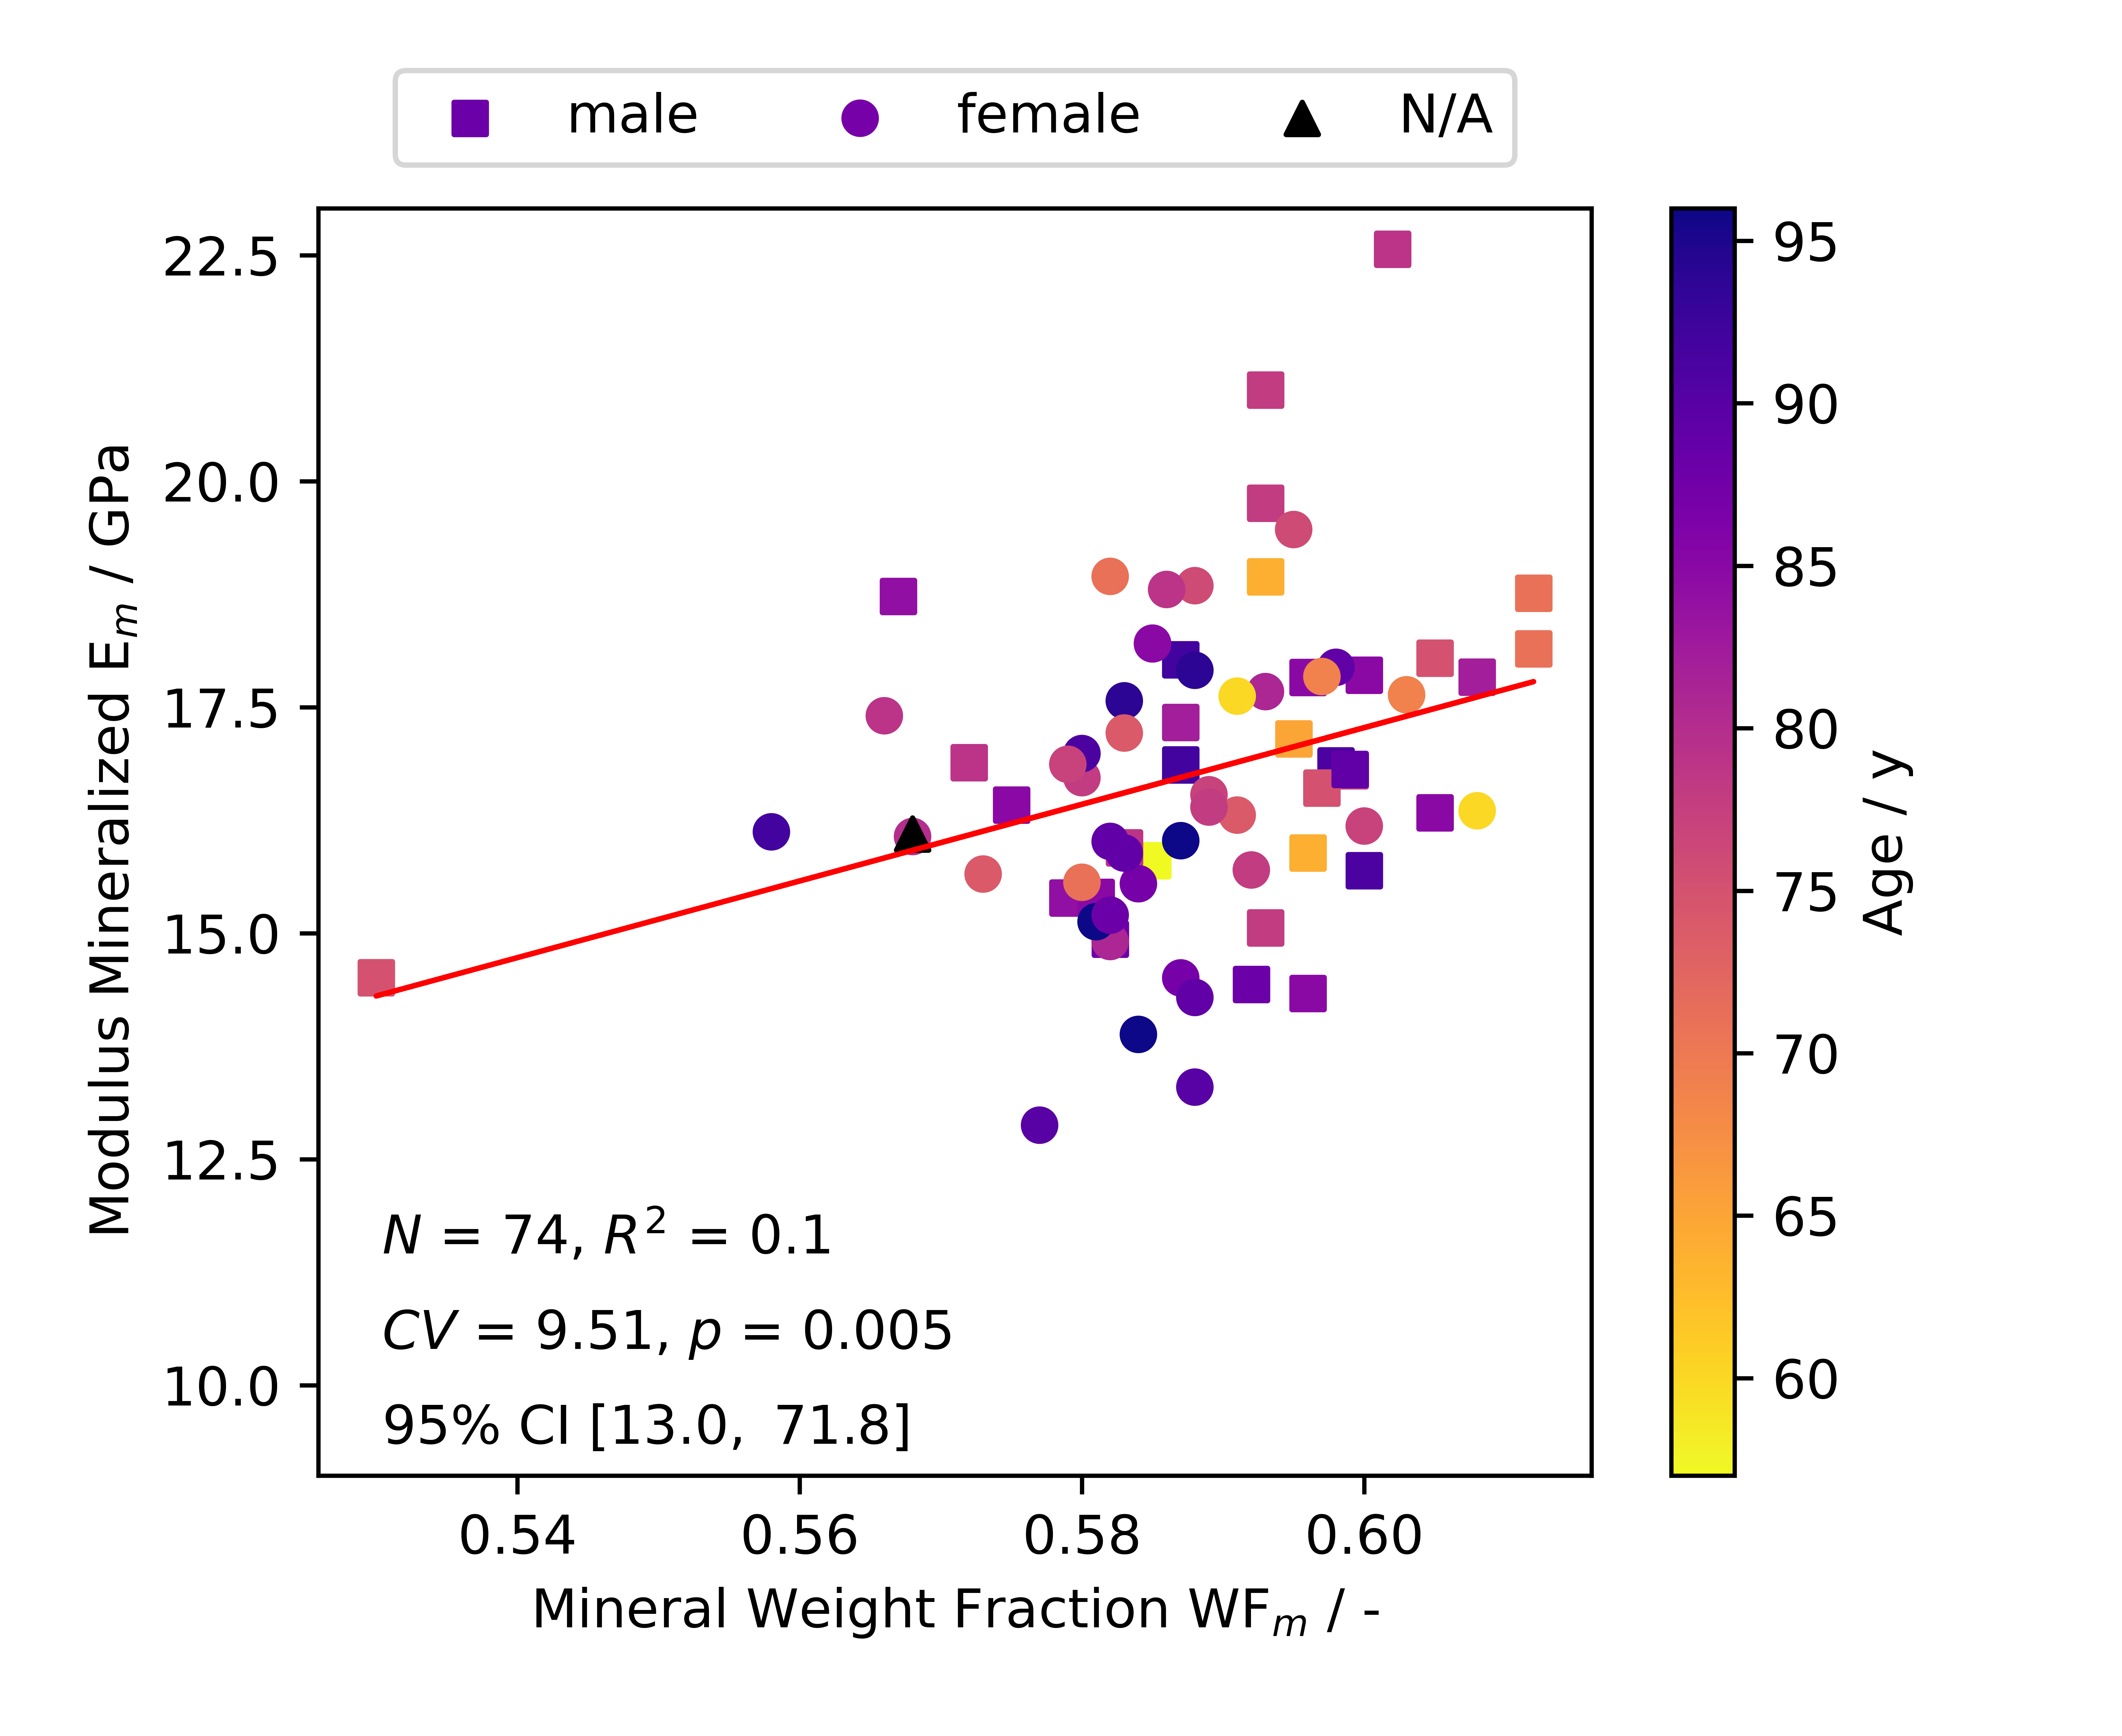 male female N/A
22.5
20.0
17.5
15.0
12.5
10.0
Modulus Mineralized Eₘ / GPa
N = 74, R² = 0.1
CV = 9.51, p = 0.005
95% CI [13.0, 71.8]
0.54 0.56 0.58 0.60
Mineral Weight Fraction WFₘ / -
95
90
85
80
75
70
65
60
Age / y